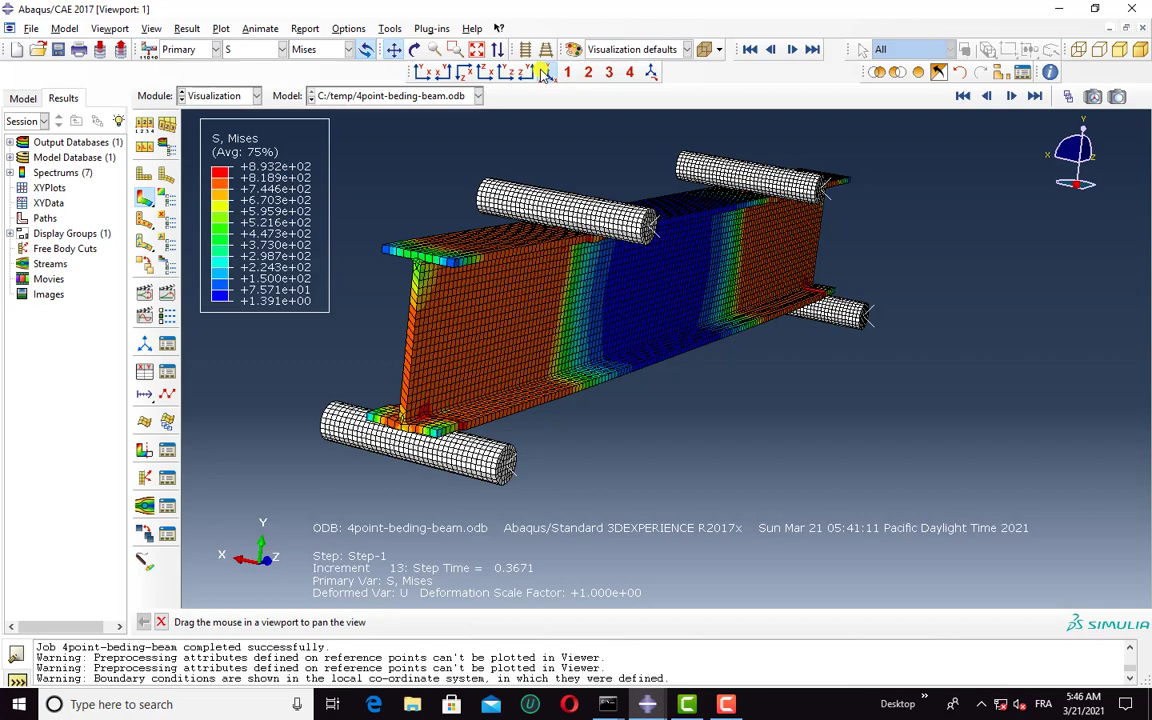 Abaqus/CAE 2017 [Viewport: 1]
File Model Viewport View Result Plot Animate Report Options Tools Plug-ins Help
Primary S Mises Visualization defaults All
1 2 3 4
Model Results Module: Visualization Model: C:/temp/4point-beding-beam.odb
Session
Output Databases (1)
Model Database (1)
Spectrums (7)
XYPlots
XYData
Paths
Display Groups (1)
Free Body Cuts
Streams
Movies
Images
S, Mises
(Avg: 75%)
+8.932e+02
+8.189e+02
+7.446e+02
+6.703e+02
+5.959e+02
+5.216e+02
+4.473e+02
+3.730e+02
+2.987e+02
+2.243e+02
+1.500e+02
+7.571e+01
+1.391e+00
Y
X
Z
Y
X
Z
ODB: 4point-beding-beam.odb Abaqus/Standard 3DEXPERIENCE R2017x Sun Mar 21 05:41:11 Pacific Daylight Time 2021
Step: Step-1
Increment 13: Step Time = 0.3671
Primary Var: S, Mises
Deformed Var: U Deformation Scale Factor: +1.000e+00
Drag the mouse in a viewport to pan the view
SIMULIA
Job 4point-beding-beam completed successfully.
Warning: Preprocessing attributes defined on reference points can't be plotted in Viewer.
Warning: Preprocessing attributes defined on reference points can't be plotted in Viewer.
Warning: Boundary conditions are shown in the local co-ordinate system, in which they were defined.
Type here to search
Desktop
FRA
5:46 AM
3/21/2021